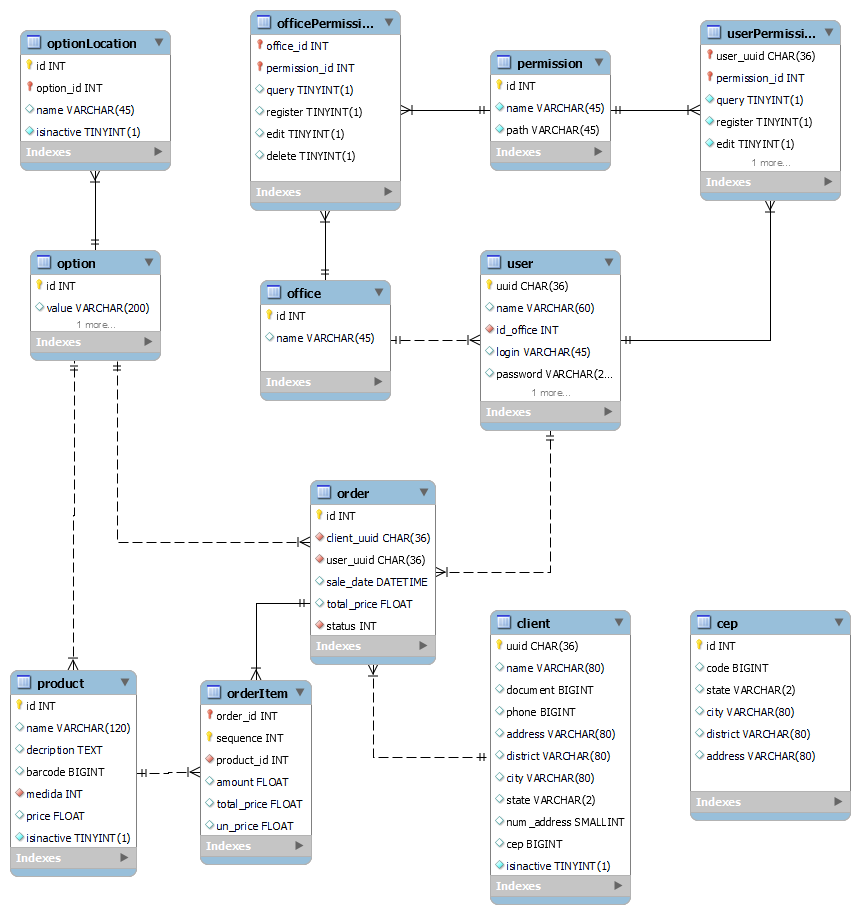 optionLocation
id INT
option_id INT
name VARCHAR(45)
isinactive TINYINT(1)
Indexes
officePermissi...
office_id INT
permission_id INT
query TINYINT(1)
register TINYINT(1)
edit TINYINT(1)
delete TINYINT(1)
Indexes
permission
id INT
name VARCHAR(45)
path VARCHAR(45)
Indexes
userPermissi...
user_uuid CHAR(36)
permission_id INT
query TINYINT(1)
register TINYINT(1)
edit TINYINT(1)
1 more...
Indexes
option
id INT
value VARCHAR(200)
1 more...
Indexes
office
id INT
name VARCHAR(45)
Indexes
user
uuid CHAR(36)
name VARCHAR(60)
id_office INT
login VARCHAR(45)
password VARCHAR(2...
1 more...
Indexes
order
id INT
client_uuid CHAR(36)
user_uuid CHAR(36)
sale_date DATETIME
total_price FLOAT
status INT
Indexes
product
id INT
name VARCHAR(120)
decription TEXT
barcode BIGINT
medida INT
price FLOAT
isinactive TINYINT(1)
Indexes
orderItem
order_id INT
sequence INT
product_id INT
amount FLOAT
total_price FLOAT
un_price FLOAT
Indexes
client
uuid CHAR(36)
name VARCHAR(80)
document BIGINT
phone BIGINT
address VARCHAR(80)
district VARCHAR(80)
city VARCHAR(80)
state VARCHAR(2)
num_address SMALLINT
cep BIGINT
isinactive TINYINT(1)
Indexes
cep
id INT
code BIGINT
state VARCHAR(2)
city VARCHAR(80)
district VARCHAR(80)
address VARCHAR(80)
Indexes